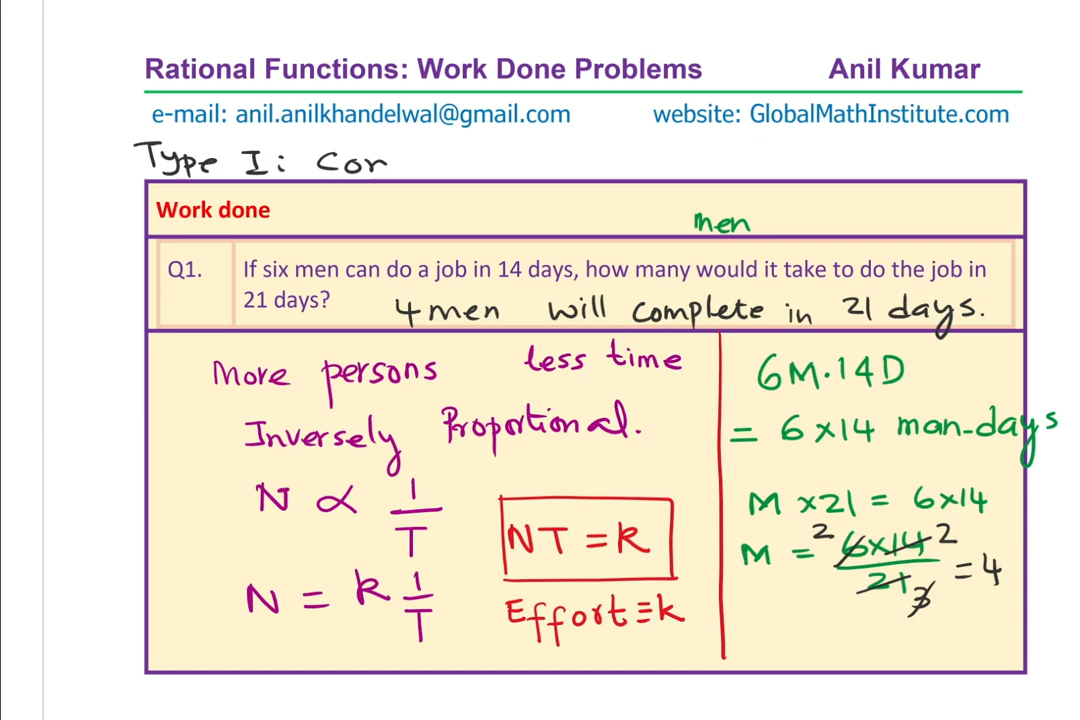 Rational Functions: Work Done Problems Anil Kumar
e-mail: anil.anilkhandelwal@gmail.com website: GlobalMathInstitute.com
Type I: Cor
Work done
men
Q1. If six men can do a job in 14 days, how many would it take to do the job in
21 days? 4 men will complete in 21 days.
More persons less time
Inversely Proportional.
N ∝ 1/T
NT = k
N = k 1/T
Effort ≡ k
6M·14D
= 6×14 man-days
M ×21 = 6×14
M = 2 6×14 2 / 21 3 = 4